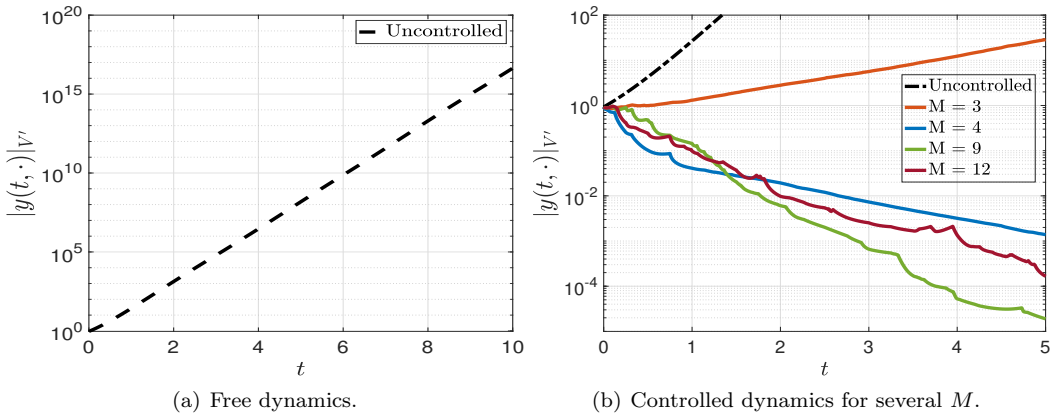 10^20
10^15
10^10
10^5
10^0
|y(t, ·)|_{V'}
Uncontrolled
0 2 4 6 8 10
t
(a) Free dynamics.
10^2
10^0
10^-2
10^-4
|y(t, ·)|_{V'}
Uncontrolled
M = 3
M = 4
M = 9
M = 12
0 1 2 3 4 5
t
(b) Controlled dynamics for several M.